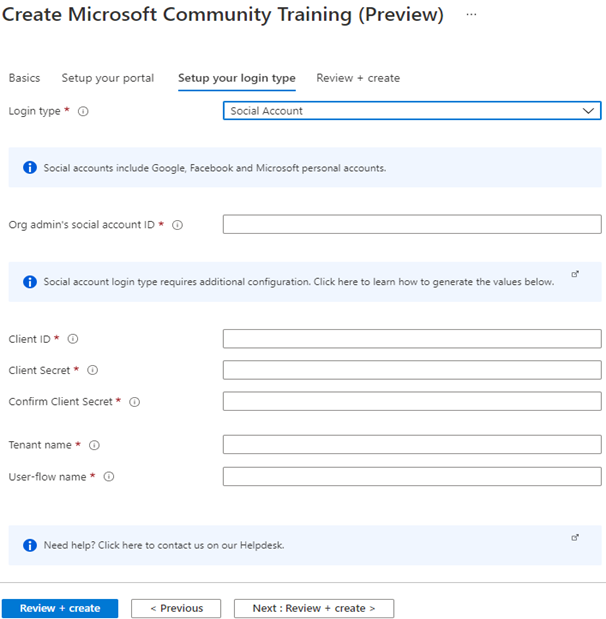 Create Microsoft Community Training (Preview) ...
Basics Setup your portal Setup your login type Review + create
Login type * Social Account
Social accounts include Google, Facebook and Microsoft personal accounts.
Org admin's social account ID *
Social account login type requires additional configuration. Click here to learn how to generate the values below.
Client ID *
Client Secret *
Confirm Client Secret *
Tenant name *
User-flow name *
Need help? Click here to contact us on our Helpdesk.
Review + create < Previous Next : Review + create >